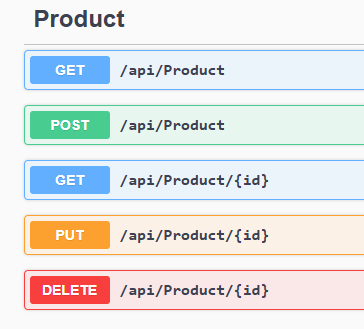 Product
GET /api/Product
POST /api/Product
GET /api/Product/{id}
PUT /api/Product/{id}
DELETE /api/Product/{id}